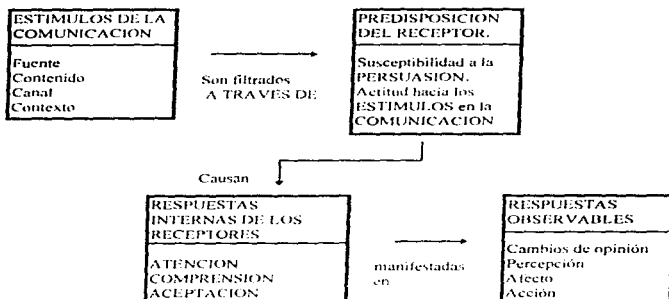 ESTIMULOS DE LA
COMUNICACION
Fuente
Contenido
Canal
Contexto
Son filtrados
A TRAVES DE
PREDISPOSICION
DEL RECEPTOR.
Susceptibilidad a la
PERSUASIÓN.
Actitud hacia los
ESTIMULOS en la
COMUNICACION
Causan
RESPUESTAS
INTERNAS DE LOS
RECEPTORES
ATENCION
COMPRENSION
ACEPTACION
manifestadas
en
RESPUESTAS
OBSERVABLES
Cambios de opinión
Percepción
Afecto
Acción